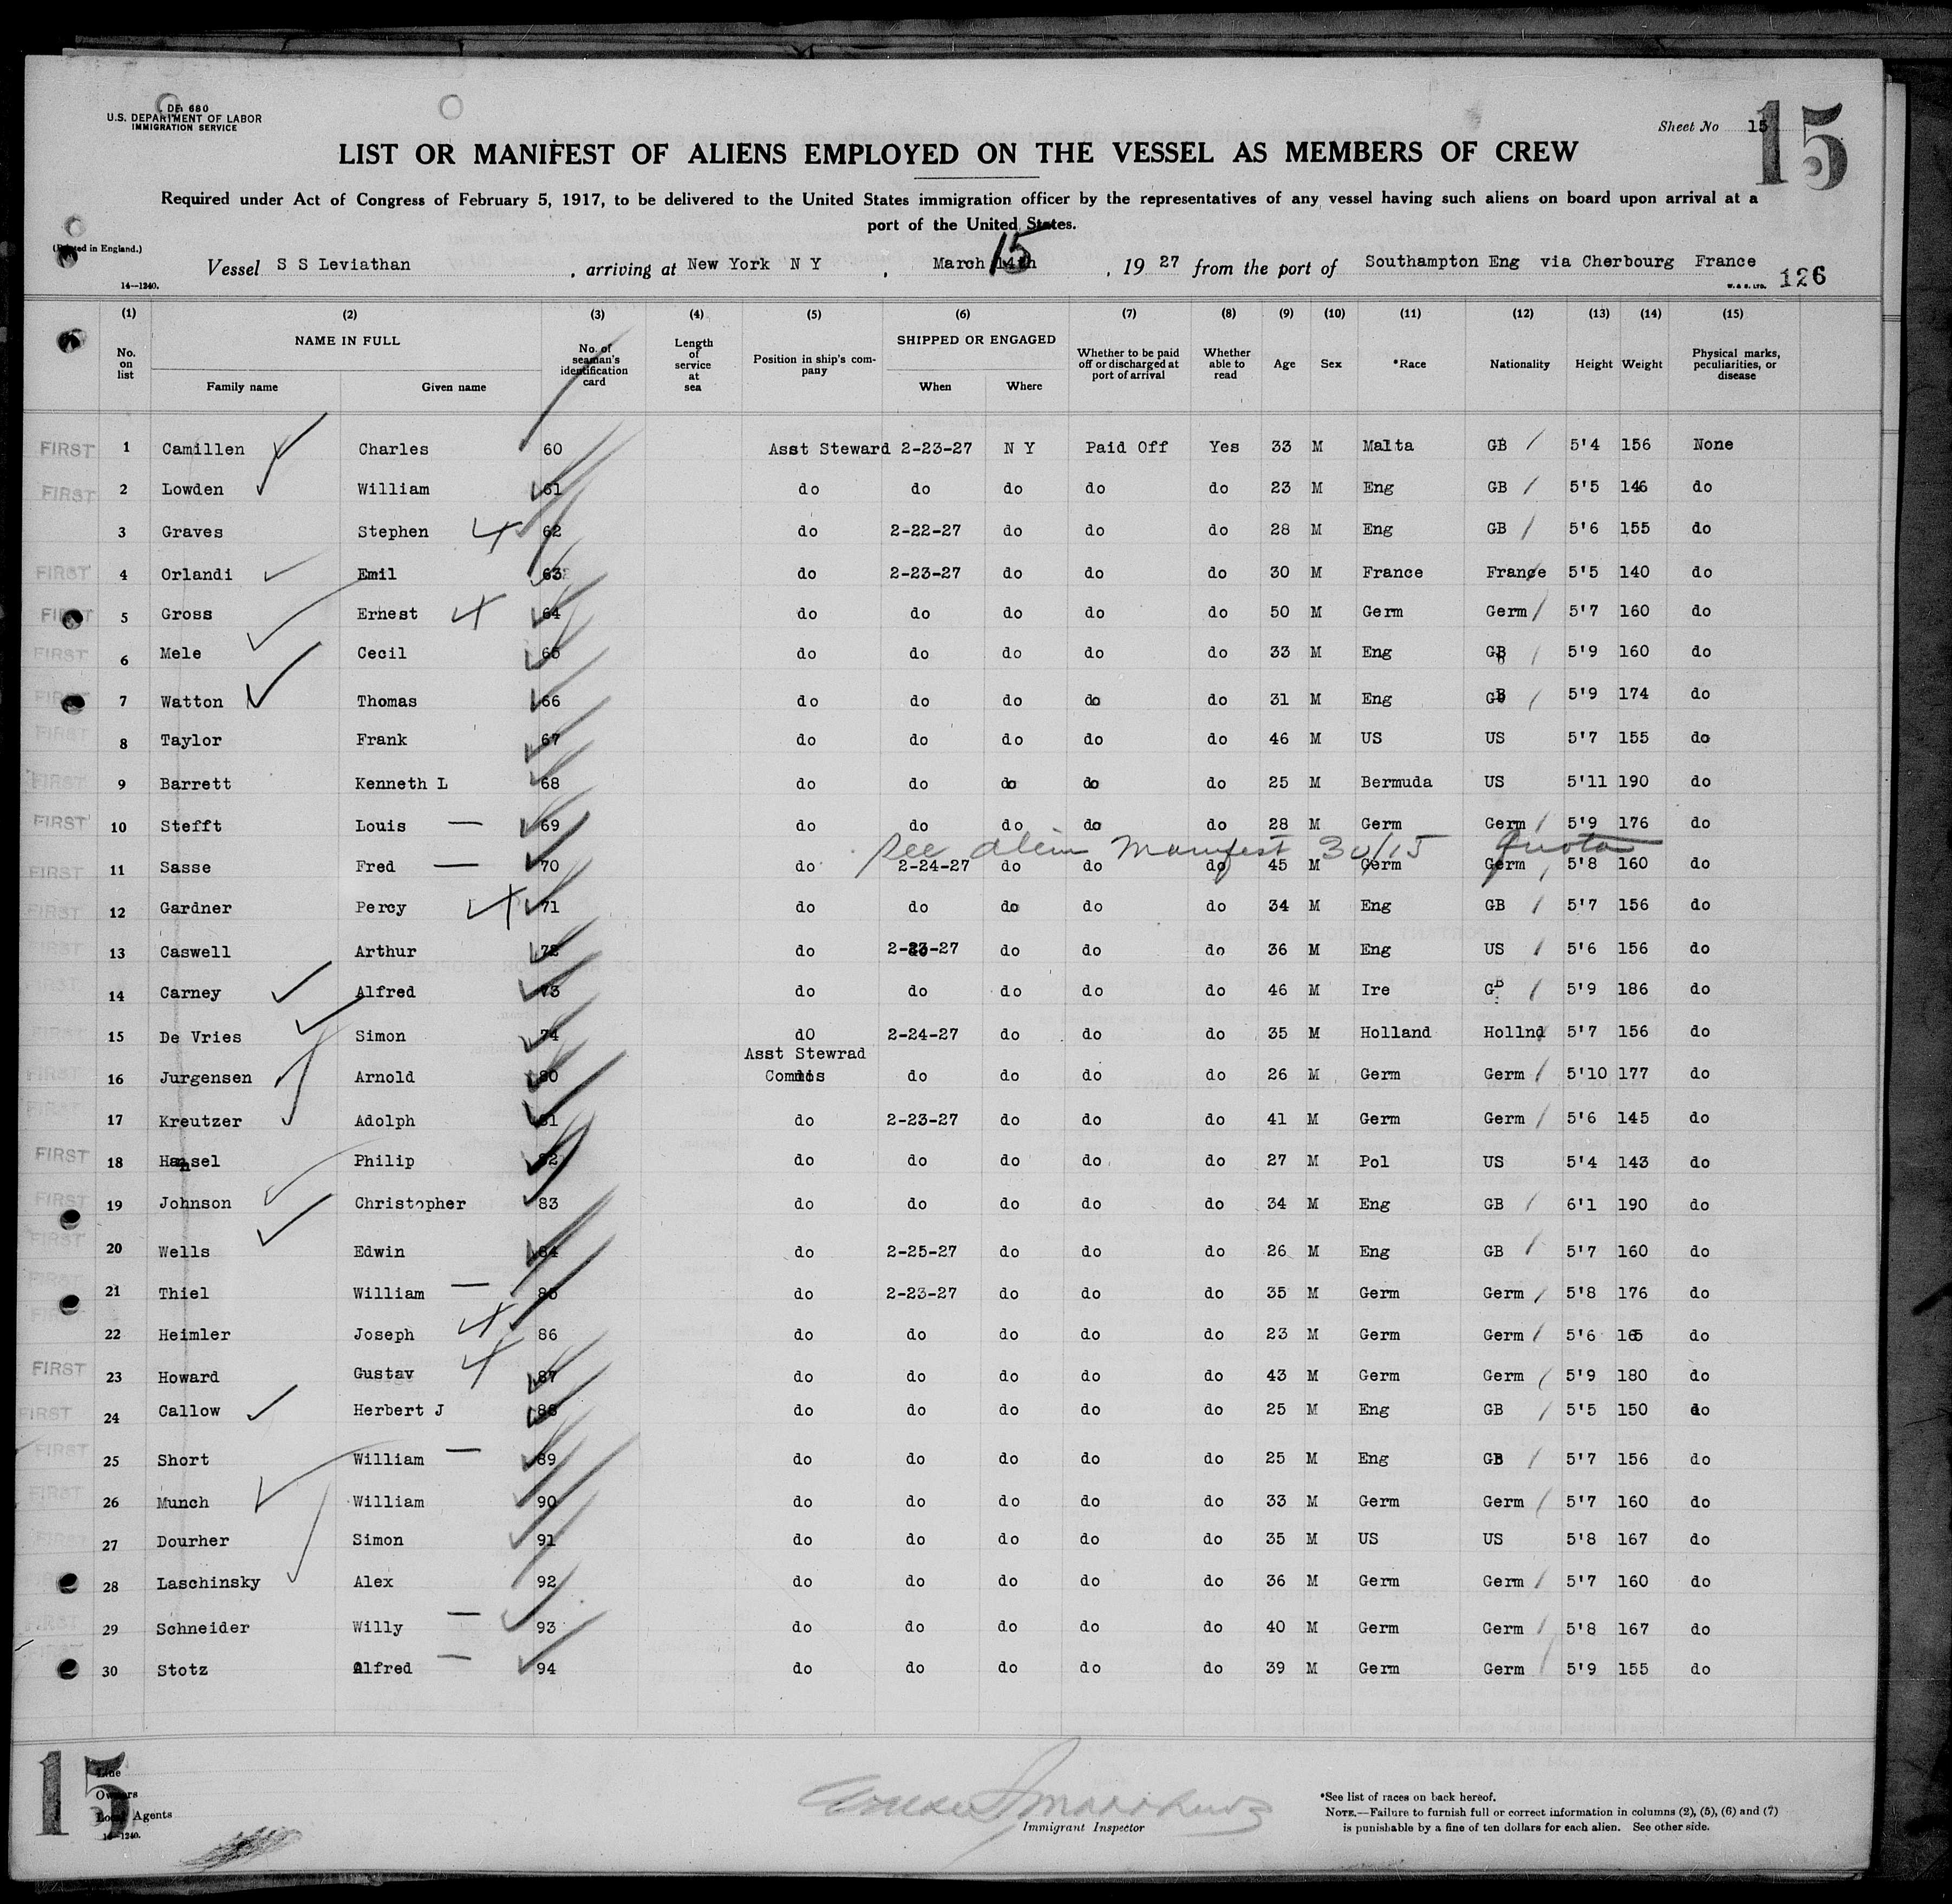 DEI 680
U.S. DEPARTMENT OF LABOR
IMMIGRATION SERVICE
Sheet No 15
15
LIST OR MANIFEST OF ALIENS EMPLOYED ON THE VESSEL AS MEMBERS OF CREW
Required under Act of Congress of February 5, 1917, to be delivered to the United States immigration officer by the representatives of any vessel having such aliens on board upon arrival at a
port of the United States.
(Printed in England.)
Vessel S S Leviathan , arriving at New York N Y , March 15 14th , 19 27 from the port of Southampton Eng via Cherbourg France
14—1240. W. & S. LTD. 126
(1) (2) (3) (4) (5) (6) (7) (8) (9) (10) (11) (12) (13) (14) (15)
No. on list NAME IN FULL Family name Given name No. of seaman's identification card Length of service at sea Position in ship's company SHIPPED OR ENGAGED When Where Whether to be paid off or discharged at port of arrival Whether able to read Age Sex *Race Nationality Height Weight Physical marks, peculiarities, or disease
FIRST 1 Camillen Charles 60 Asst Steward 2-23-27 N Y Paid Off Yes 33 M Malta GB 5'4 156 None
FIRST 2 Lowden William 61 do do do do do 23 M Eng GB 5'5 146 do
3 Graves Stephen 62 do 2-22-27 do do do 28 M Eng GB 5'6 155 do
FIRST 4 Orlandi Emil 63 do 2-23-27 do do do 30 M France France 5'5 140 do
FIRST 5 Gross Ernest 64 do do do do do 50 M Germ Germ 5'7 160 do
FIRST 6 Mele Cecil 65 do do do do do 33 M Eng GB 5'9 160 do
FIRST 7 Watton Thomas 66 do do do do do 31 M Eng GB 5'9 174 do
FIRST 8 Taylor Frank 67 do do do do do 46 M US US 5'7 155 do
FIRST 9 Barrett Kenneth L 68 do do do do do 25 M Bermuda US 5'11 190 do
FIRST 10 Stefft Louis 69 do do do do do 28 M Germ Germ 5'9 176 do
See alien Manifest 30/15 Quota
FIRST 11 Sasse Fred 70 do 2-24-27 do do do 45 M Germ Germ 5'8 160 do
FIRST 12 Gardner Percy 71 do do do do do 34 M Eng GB 5'7 156 do
FIRST 13 Caswell Arthur 72 do 2-23-27 do do do 36 M Eng US 5'6 156 do
FIRST 14 Carney Alfred 73 do do do do do 46 M Ire GB 5'9 186 do
FIRST 15 De Vries Simon 74 dO 2-24-27 do do do 35 M Holland Hollnd 5'7 156 do
Asst Stewrad
FIRST 16 Jurgensen Arnold 80 Commos do do do do 26 M Germ Germ 5'10 177 do
FIRST 17 Kreutzer Adolph 81 do 2-23-27 do do do 41 M Germ Germ 5'6 145 do
FIRST 18 Hansel Philip 82 do do do do do 27 M Pol US 5'4 143 do
FIRST 19 Johnson Christopher 83 do do do do do 34 M Eng GB 6'1 190 do
FIRST 20 Wells Edwin 84 do 2-25-27 do do do 26 M Eng GB 5'7 160 do
FIRST 21 Thiel William 85 do 2-23-27 do do do 35 M Germ Germ 5'8 176 do
FIRST 22 Heimler Joseph 86 do do do do do 23 M Germ Germ 5'6 165 do
FIRST 23 Howard Gustav 87 do do do do do 43 M Germ Germ 5'9 180 do
FIRST 24 Callow Herbert J 88 do do do do do 25 M Eng GB 5'5 150 do
FIRST 25 Short William 89 do do do do do 25 M Eng GB 5'7 156 do
FIRST 26 Munch William 90 do do do do do 33 M Germ Germ 5'7 160 do
FIRST 27 Dourher Simon 91 do do do do do 35 M US US 5'8 167 do
FIRST 28 Laschinsky Alex 92 do do do do do 36 M Germ Germ 5'7 160 do
FIRST 29 Schneider Willy 93 do do do do do 40 M Germ Germ 5'8 167 do
FIRST 30 Stotz Alfred 94 do do do do do 39 M Germ Germ 5'9 155 do
15
Line
Owners
Local Agents
14—1240.
Immigrant Inspector
*See list of races on back hereof.
NOTE.—Failure to furnish full or correct information in columns (2), (5), (6) and (7)
is punishable by a fine of ten dollars for each alien. See other side.